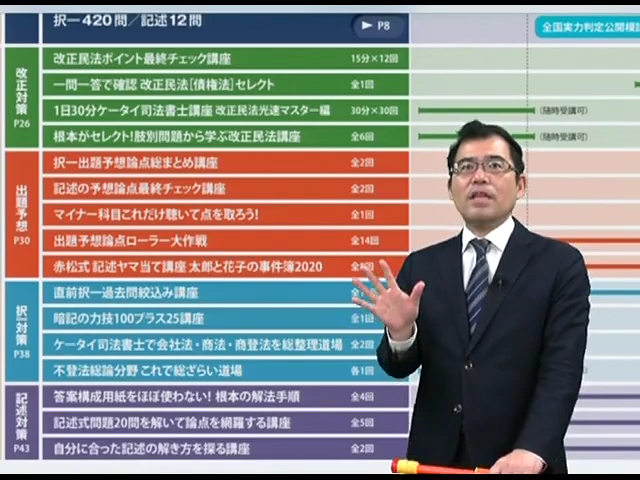 択一420問／記述12問
▶ P8
全国実力判定公開模試
改正対策
P26
改正民法ポイント最終チェック講座 15分×12回
一問一答で確認 改正民法[債権法]セレクト 全1回
1日30分ケータイ司法書士講座 改正民法光速マスター編 30分×30回 (随時受講可)
根本がセレクト!肢別問題から学ぶ改正民法講座 全6回 (随時受講可)
出題予想
P30
択一出題予想論点総まとめ講座 全2回
記述の予想論点最終チェック講座 全2回
マイナー科目これだけ聴いて点を取ろう! 全1回
出題予想論点ローラー大作戦 全14回
赤松式 記述ヤマ当て講座 太郎と花子の事件簿2020
択一対策
P38
直前択一過去問絞込み講座
暗記の力技100プラス25講座 全1回
ケータイ司法書士で会社法・商法・商登法を総整理道場 全2回
不登法総論分野 これで総ざらい道場 各1回
記述対策
P43
答案構成用紙をほぼ使わない! 根本の解法手順 全4回
記述式問題20問を解いて論点を網羅する講座 全5回
自分に合った記述の解き方を探る講座 全2回